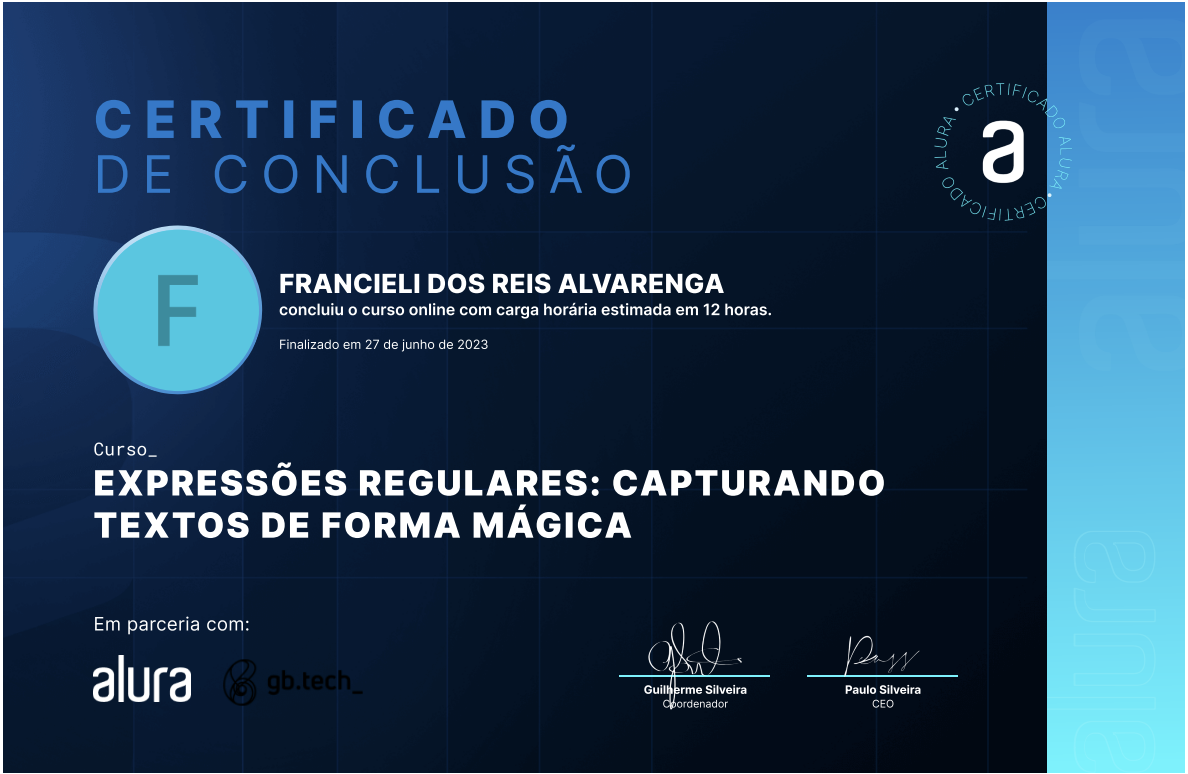 CERTIFICADO
DE CONCLUSÃO
CERTIFICADO ALURA • CERTIFICADO ALURA •
a
alura
F
FRANCIELI DOS REIS ALVARENGA
concluiu o curso online com carga horária estimada em 12 horas.
Finalizado em 27 de junho de 2023
Curso_
EXPRESSÕES REGULARES: CAPTURANDO
TEXTOS DE FORMA MÁGICA
Em parceria com:
alura
gb.tech_
Guilherme Silveira
Coordenador
Paulo Silveira
CEO
alura